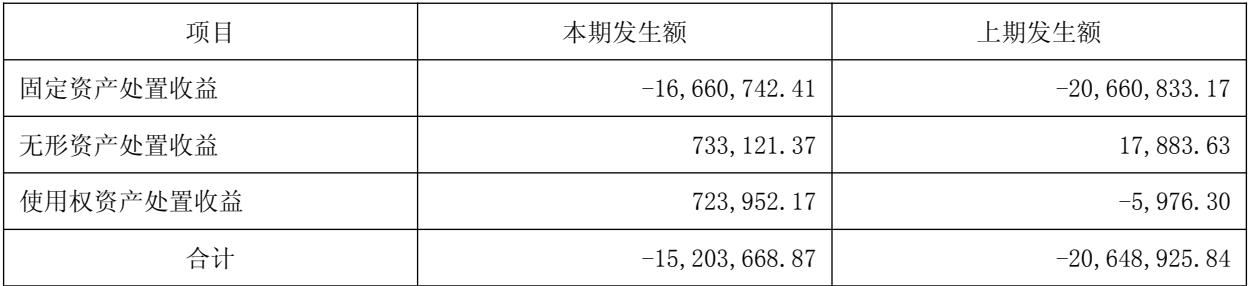 项目 本期发生额 上期发生额
固定资产处置收益 -16,660,742.41 -20,660,833.17
无形资产处置收益 733,121.37 17,883.63
使用权资产处置收益 723,952.17 -5,976.30
合计 -15,203,668.87 -20,648,925.84